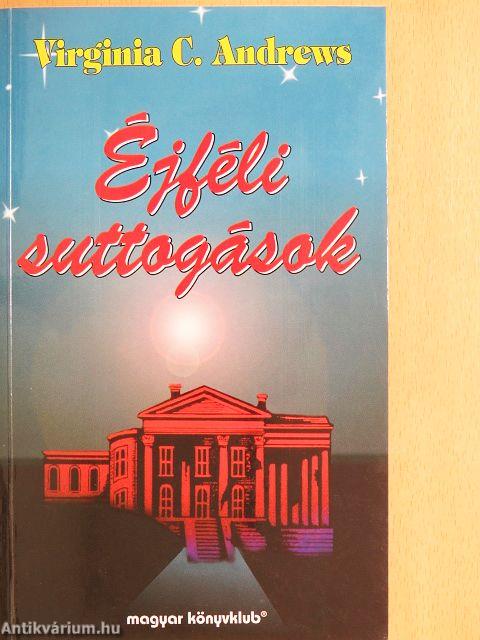 Virginia C. Andrews
Éjféli
suttogások
magyar könyvklub®
Antikvárium.hu